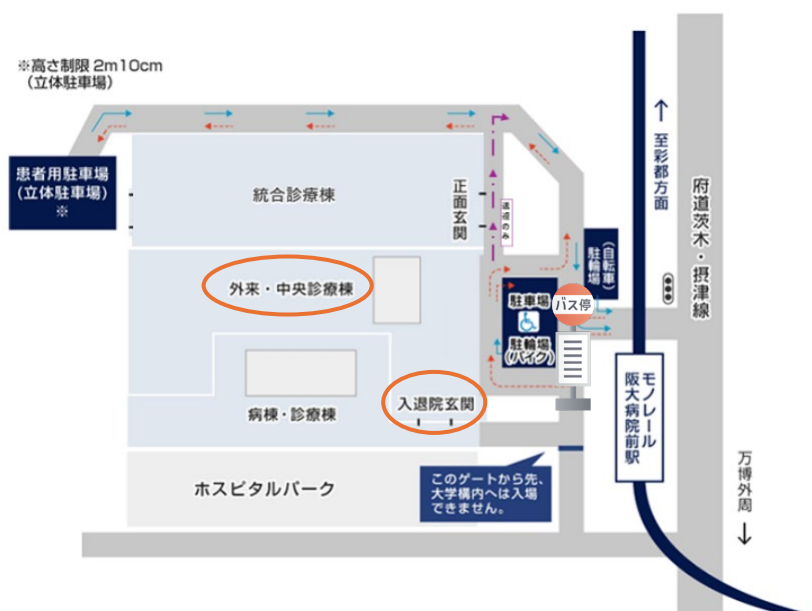 ※高さ制限 2m10cm
(立体駐車場)
至彩都方面
患者用駐車場
(立体駐車場)
※
統合診療棟
正面玄関
送迎のみ
府道茨木・摂津線
(自転車)
駐輪場
外来・中央診療棟
駐車場
バス停
駐輪場
(バイク)
モノレール
阪大病院前駅
入退院玄関
病棟・診療棟
万博外周
ホスピタルパーク
このゲートから先、
大学構内へは入場
できません。